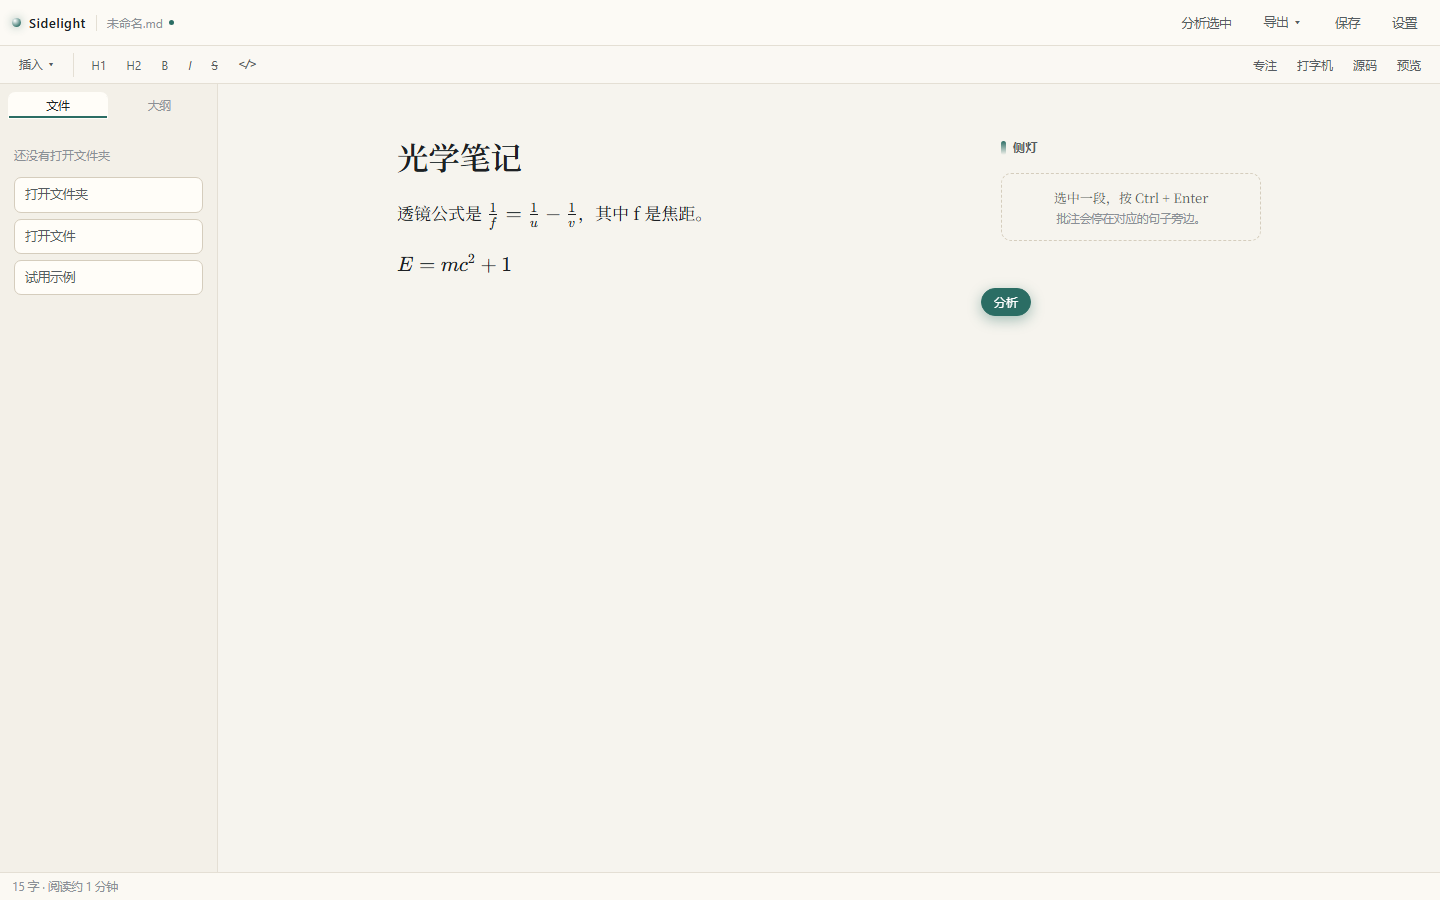 Sidelight 未命名.md
分析选中 导出 保存 设置
插入 H1 H2 B I S </>
专注 打字机 源码 预览
文件 大纲
还没有打开文件夹
打开文件夹
打开文件
试用示例
光学笔记
透镜公式是 1/f = 1/u − 1/v，其中 f 是焦距。
E = mc² + 1
侧灯
选中一段，按 Ctrl + Enter
批注会停在对应的句子旁边。
分析
15 字 · 阅读约 1 分钟